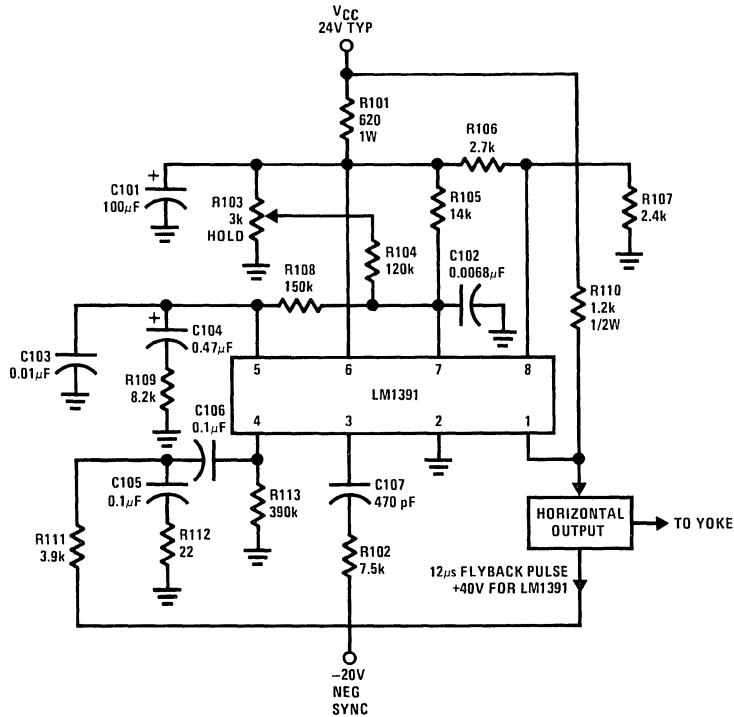 VCC
24V TYP
R101
620
1W
R106
2.7k
C101
100μF
+
R103
3k
HOLD
R105
14k
R107
2.4k
R104
120k
C102
0.0068μF
R108
150k
R110
1.2k
1/2W
+
C104
0.47μF
C103
0.01μF
R109
8.2k
5
6
7
8
LM1391
4
3
2
1
C106
0.1μF
C105
0.1μF
R113
390k
C107
470 pF
R111
3.9k
R112
22
R102
7.5k
HORIZONTAL
OUTPUT
TO YOKE
12μs FLYBACK PULSE
+40V FOR LM1391
−20V
NEG
SYNC